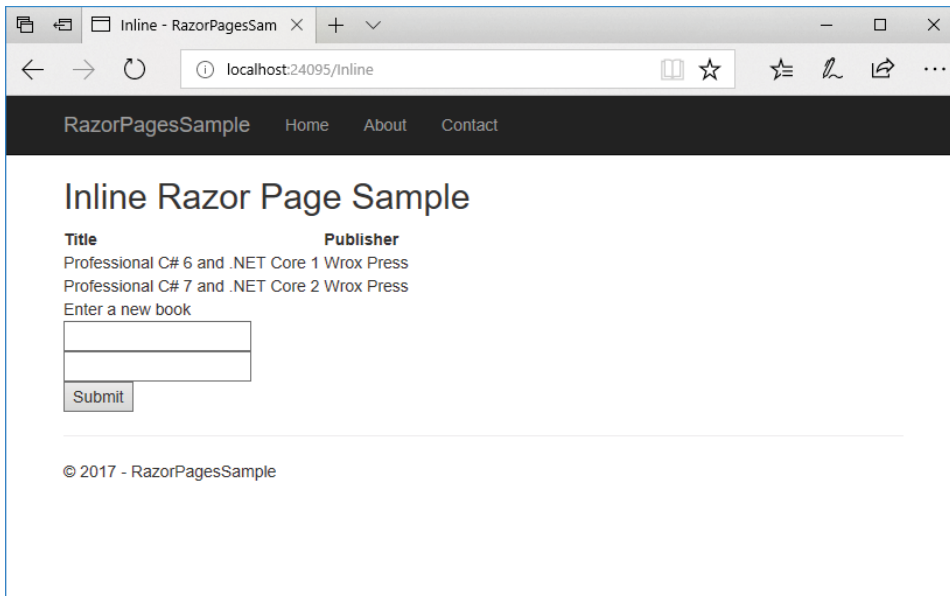 Inline - RazorPagesSam
localhost:24095/Inline
RazorPagesSample Home About Contact
Inline Razor Page Sample
Title Publisher
Professional C# 6 and .NET Core 1 Wrox Press
Professional C# 7 and .NET Core 2 Wrox Press
Enter a new book
Submit
© 2017 - RazorPagesSample